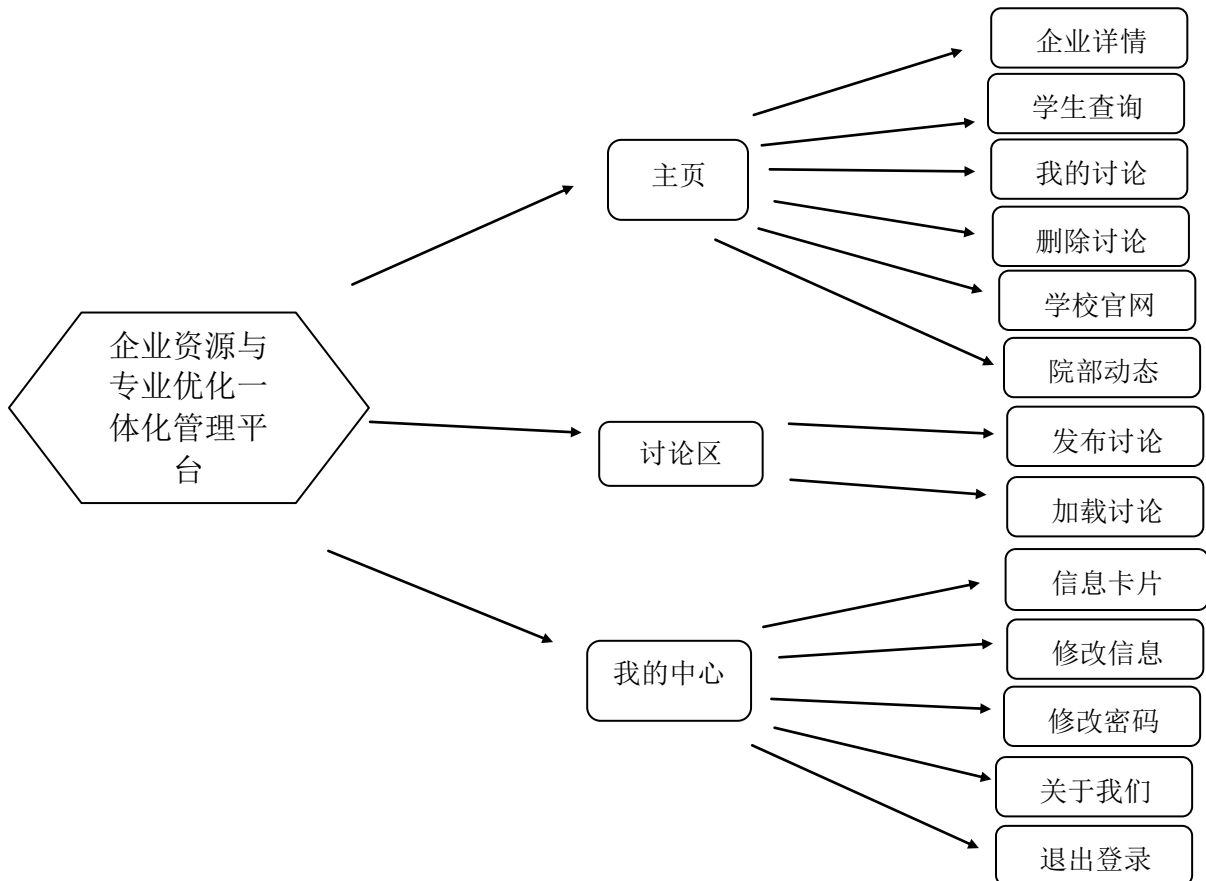 企业资源与
专业优化一
体化管理平
台
主页
讨论区
我的中心
企业详情
学生查询
我的讨论
删除讨论
学校官网
院部动态
发布讨论
加载讨论
信息卡片
修改信息
修改密码
关于我们
退出登录